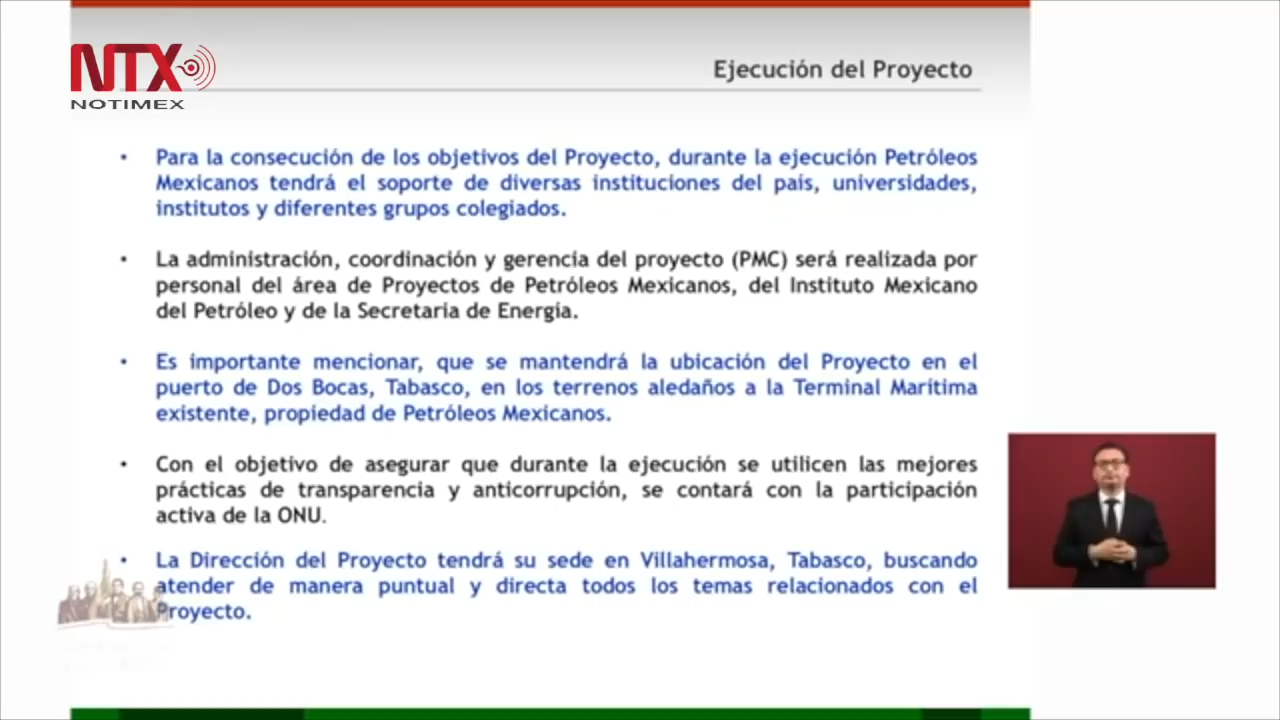 NTX
NOTIMEX
Ejecución del Proyecto
• Para la consecución de los objetivos del Proyecto, durante la ejecución Petróleos
Mexicanos tendrá el soporte de diversas instituciones del país, universidades,
institutos y diferentes grupos colegiados.
• La administración, coordinación y gerencia del proyecto (PMC) será realizada por
personal del área de Proyectos de Petróleos Mexicanos, del Instituto Mexicano
del Petróleo y de la Secretaria de Energía.
• Es importante mencionar, que se mantendrá la ubicación del Proyecto en el
puerto de Dos Bocas, Tabasco, en los terrenos aledaños a la Terminal Marítima
existente, propiedad de Petróleos Mexicanos.
• Con el objetivo de asegurar que durante la ejecución se utilicen las mejores
prácticas de transparencia y anticorrupción, se contará con la participación
activa de la ONU.
• La Dirección del Proyecto tendrá su sede en Villahermosa, Tabasco, buscando
atender de manera puntual y directa todos los temas relacionados con el
Proyecto.